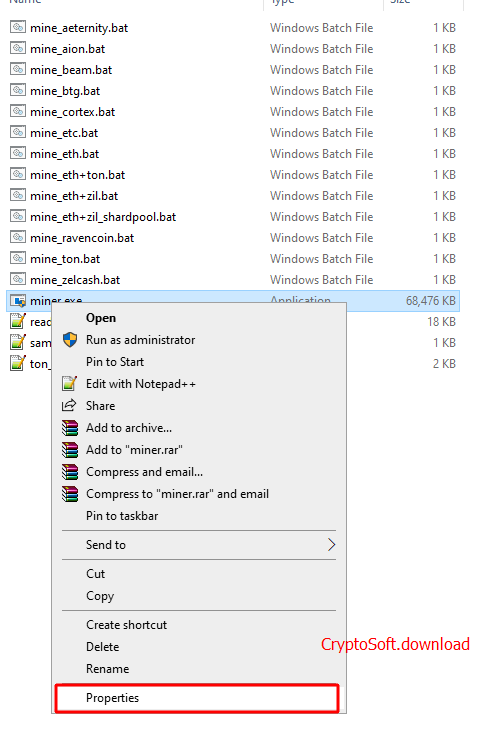 Name Type Size
mine_aeternity.bat Windows Batch File 1 KB
mine_aion.bat Windows Batch File 1 KB
mine_beam.bat Windows Batch File 1 KB
mine_btg.bat Windows Batch File 1 KB
mine_cortex.bat Windows Batch File 1 KB
mine_etc.bat Windows Batch File 1 KB
mine_eth.bat Windows Batch File 1 KB
mine_eth+ton.bat Windows Batch File 1 KB
mine_eth+zil.bat Windows Batch File 1 KB
mine_eth+zil_shardpool.bat Windows Batch File 1 KB
mine_ravencoin.bat Windows Batch File 1 KB
mine_ton.bat Windows Batch File 1 KB
mine_zelcash.bat Windows Batch File 1 KB
miner.exe Application 68,476 KB
read 18 KB
sam 1 KB
ton_ 2 KB
Open
Run as administrator
Pin to Start
Edit with Notepad++
Share
Add to archive...
Add to "miner.rar"
Compress and email...
Compress to "miner.rar" and email
Pin to taskbar
Send to
Cut
Copy
Create shortcut
Delete
Rename
Properties
CryptoSoft.download